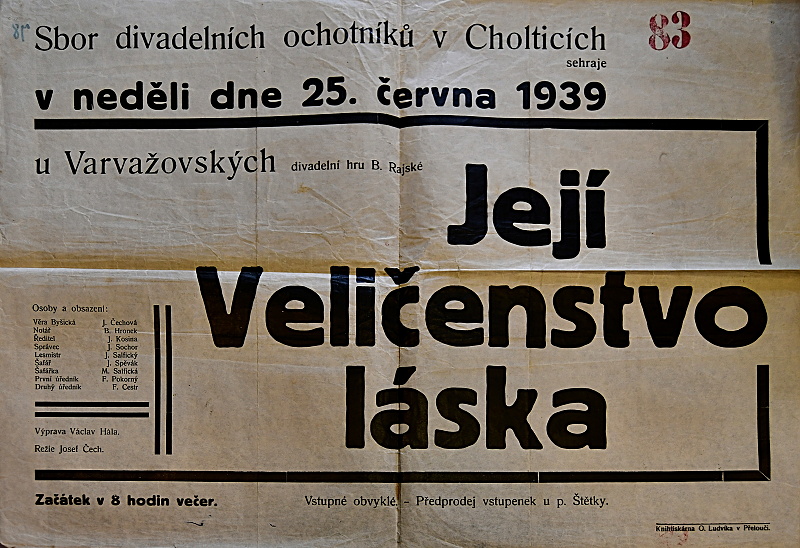 Sbor divadelních ochotníků v Cholticích
83
sehraje
v neděli dne 25. června 1939
u Varvažovských divadelní hru B. Rajské
Její
Veličenstvo
láska
Osoby a obsazení:
Věra Byšická J. Čechová
Notář B. Hronek
Ředitel J. Kosina
Správec J. Sochor
Lesmistr J. Salfický
Šafář J. Spěvák
Šafářka M. Salfická
První úředník F. Pokorný
Druhý úředník F. Cestr
Výprava Václav Hála.
Režie Josef Čech.
Začátek v 8 hodin večer.
Vstupné obvyklé. - Předprodej vstupenek u p. Štětky.
Knihtiskárna O. Ludvíka v Přelouči.